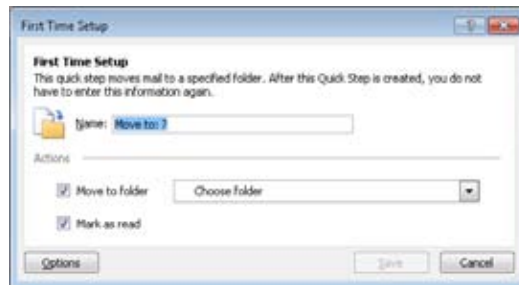 First Time Setup
First Time Setup
This quick step moves mail to a specified folder. After this Quick Step is created, you do not
have to enter this information again.
Name: Move to: ?
Actions
Move to folder Choose folder
Mark as read
Options Save Cancel